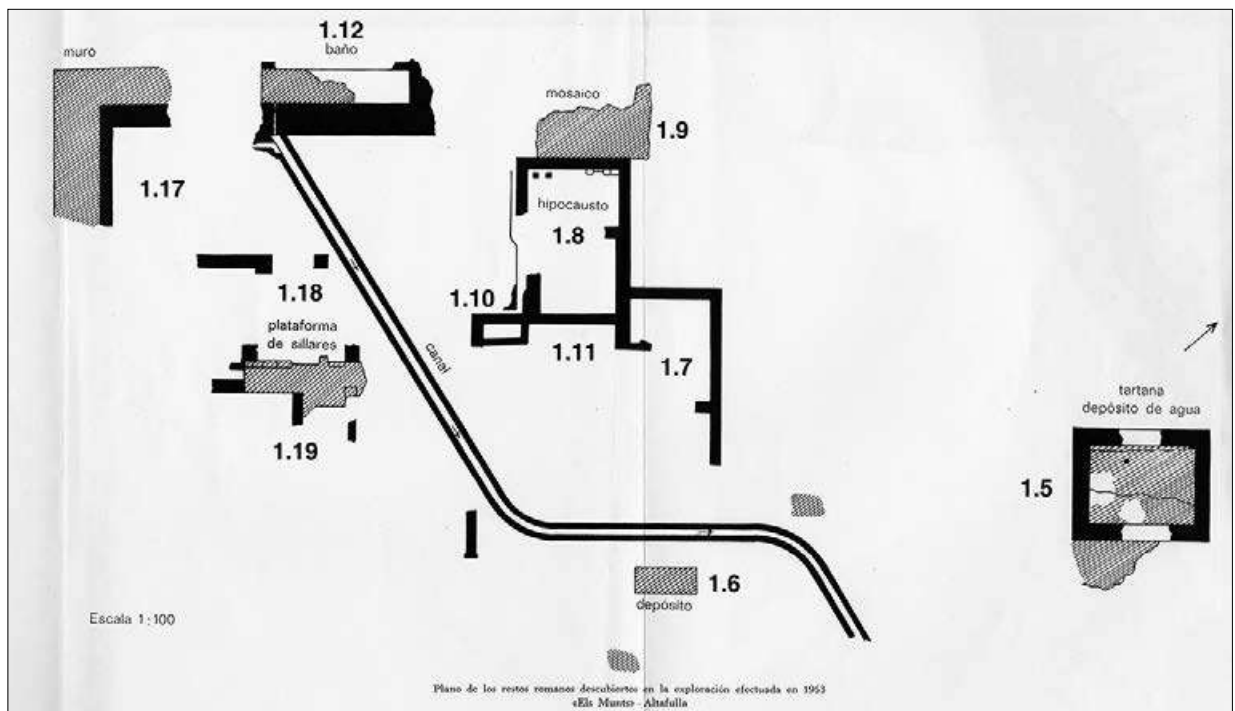 1.12
baño
muro
mosaico
1.9
1.17
hipocausto
1.8
1.18
1.10
plataforma
de sillares
canal
1.11
1.7
tartana
depósito de agua
1.19
1.5
1.6
depósito
Escala 1:100
Plano de los restos romanos descubiertos en la exploración efectuada en 1953
«Els Munts» - Altafulla